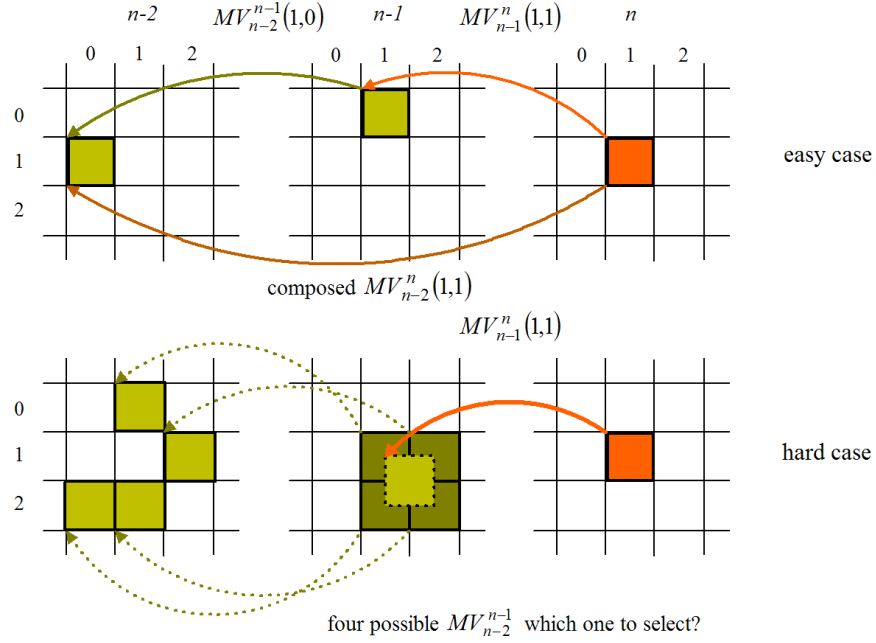 n-2 MV_{n-2}^{n-1}(1,0) n-1 MV_{n-1}^{n}(1,1) n
0 1 2 0 1 2 0 1 2
0
1 easy case
2
composed MV_{n-2}^{n}(1,1)
MV_{n-1}^{n}(1,1)
0
1 hard case
2
four possible MV_{n-2}^{n-1} which one to select?